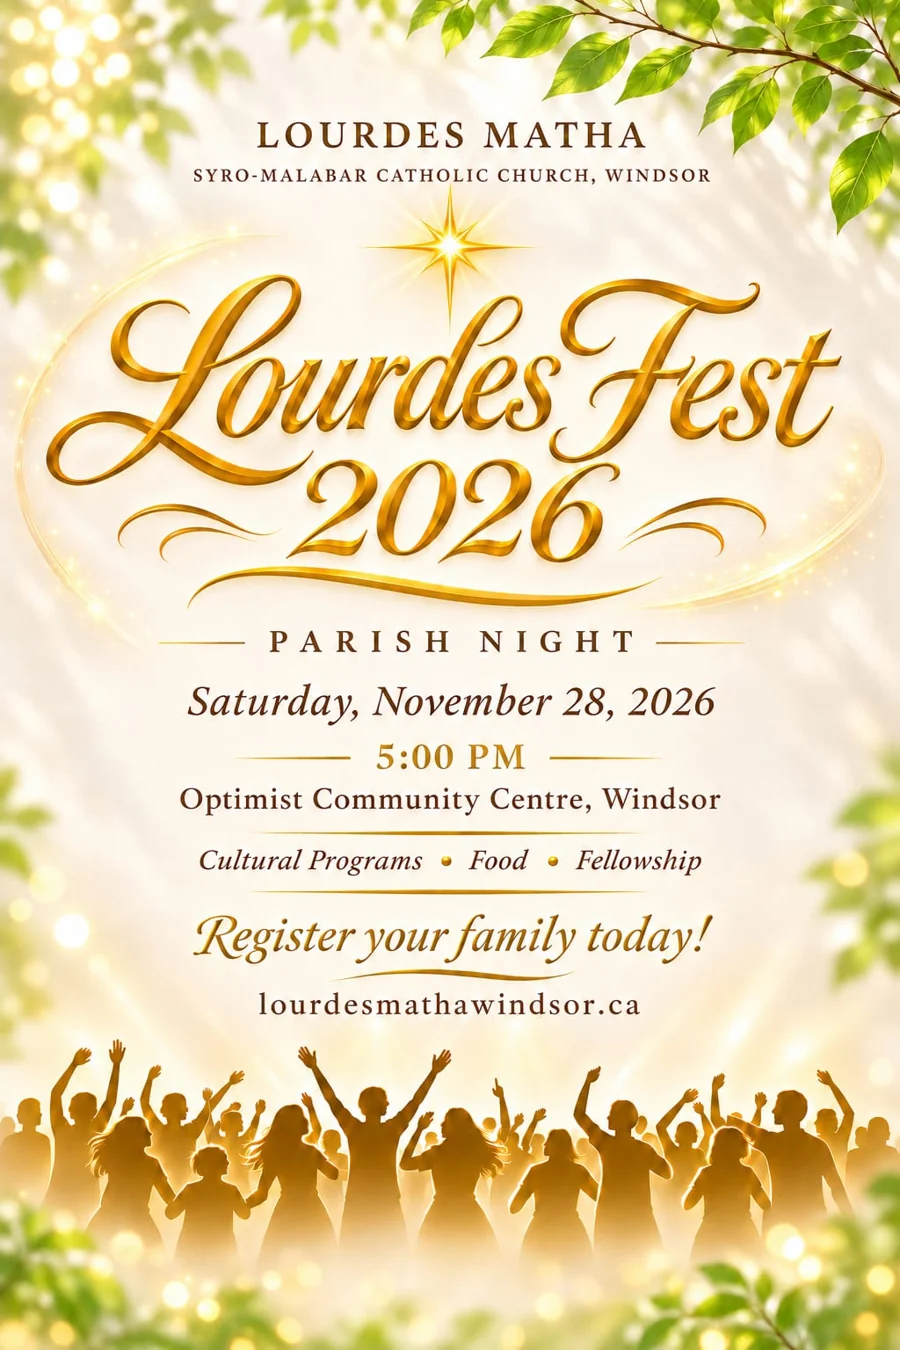 LOURDES MATHA
SYRO-MALABAR CATHOLIC CHURCH, WINDSOR
Lourdes Fest
2026
PARISH NIGHT
Saturday, November 28, 2026
5:00 PM
Optimist Community Centre, Windsor
Cultural Programs • Food • Fellowship
Register your family today!
lourdesmathawindsor.ca